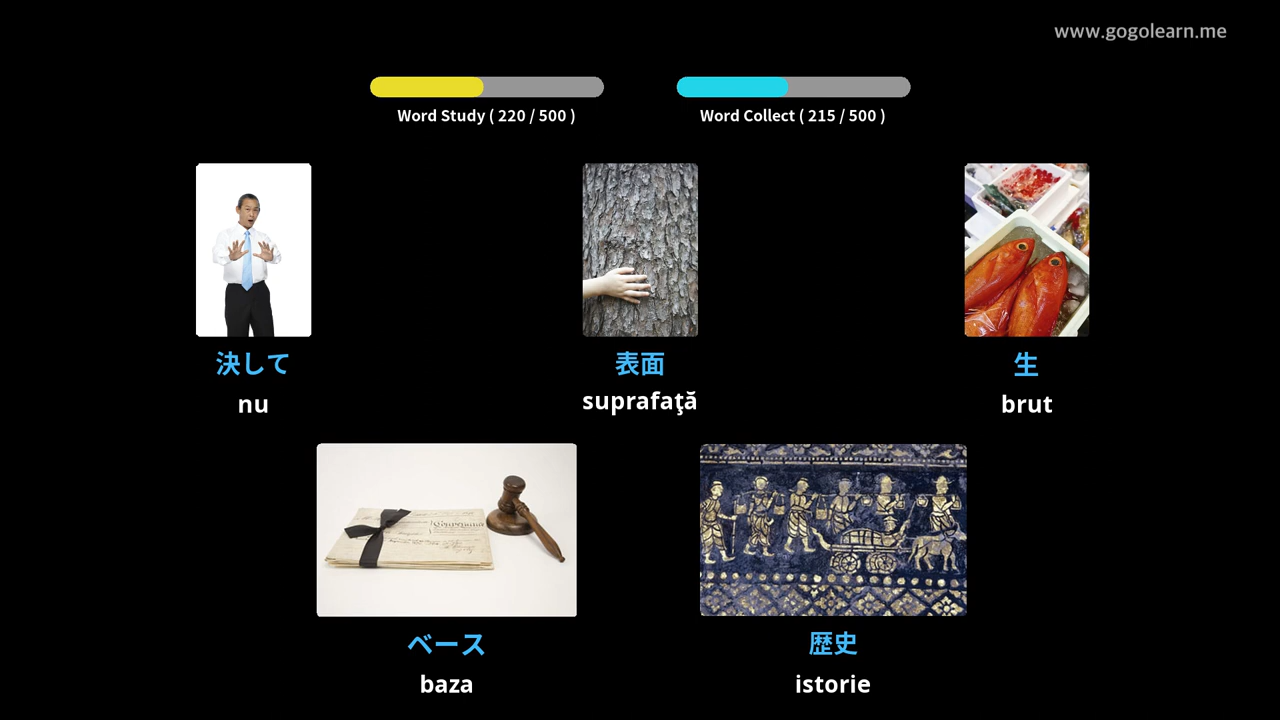 www.gogolearn.me
Word Study ( 220 / 500 )
Word Collect ( 215 / 500 )
決して
nu
表面
suprafaţă
生
brut
ベース
baza
歴史
istorie